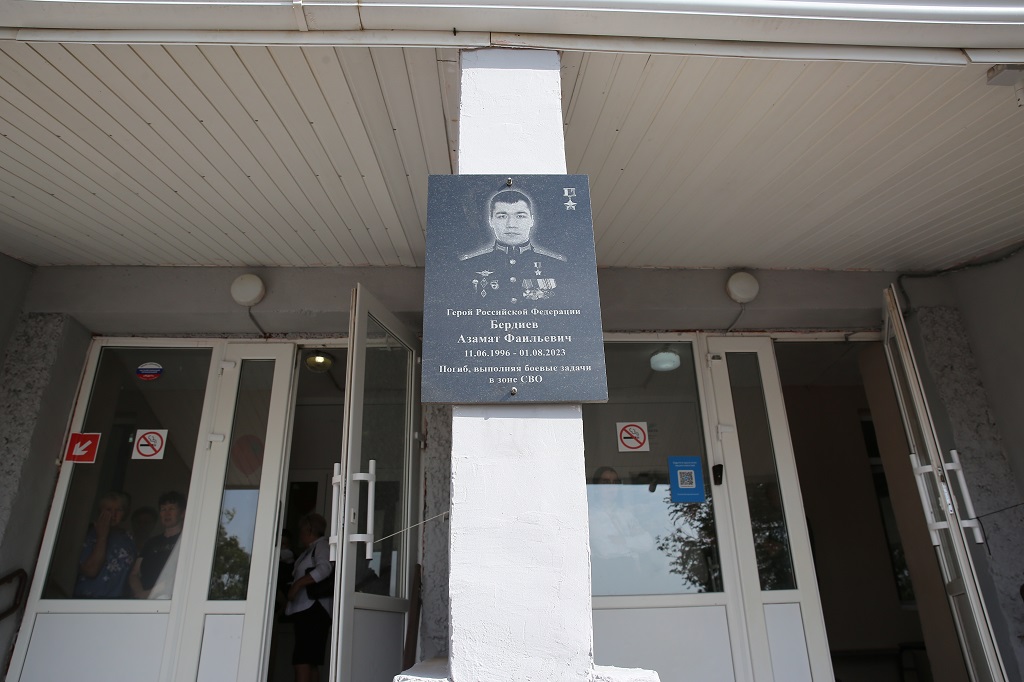 Герой Российской Федерации
Бердиев
Азамат Фаильевич
11.06.1996 - 01.08.2023
Погиб, выполняя боевые задачи
в зоне СВО